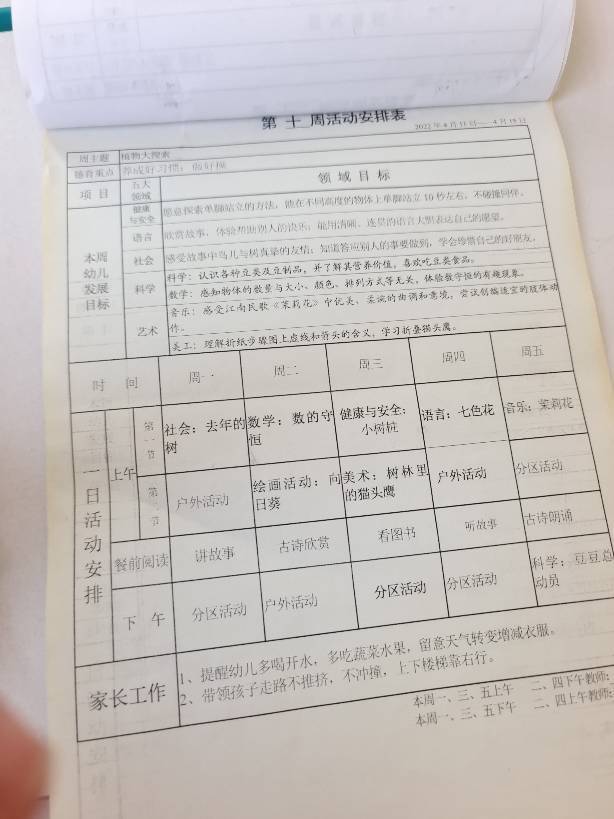 第 十 周活动安排表
2022年4月11日—— 4月15日
周主题 植物大搜索
德育重点 养成好习惯：做好操
项 目 五大领域 领 域 目 标
本周幼儿发展目标
健康与安全 愿意探索单脚站立的方法，能在不同高度的物体上单脚站立10秒左右，不碰撞同伴。
语言 欣赏故事，体验帮助别人的快乐；能用清晰、连贯的语言大胆表达自己的愿望。
社会 感受故事中鸟儿与树真挚的友情；知道答应别人的事要做到，学会珍惜自己的好朋友。
科学 科学：认识各种豆类及豆制品，并了解其营养价值，喜欢吃豆类食品。
数学：感知物体的数量与大小、颜色、排列方式等无关，体验数守恒的有趣现象。
艺术 音乐：感受江南民歌《茉莉花》中优美、柔婉的曲调和意境，尝试创编适宜的肢体动
作。
美工：理解折纸步骤图上虚线和箭头的含义，学习折叠猫头鹰。
时 间 周一 周二 周三 周四 周五
一日活动安排
上午
第一节 社会：去年的树 数学：数的守恒 健康与安全：小树桩 语言：七色花 音乐：茉莉花
第二节 户外活动 绘画活动：向日葵 美术：树林里的猫头鹰 户外活动 分区活动
餐前阅读 讲故事 古诗欣赏 看图书 听故事 古诗朗诵
下 午 分区活动 户外活动 分区活动 分区活动 科学：豆豆总动员
家长工作
1、提醒幼儿多喝开水，多吃蔬菜水果，留意天气转变增减衣服。
2、带领孩子走路不推挤，不冲撞，上下楼梯靠右行。
本周一、三、五上午 二、四下午教师：
本周一、三、五下午 二、四上午教师：